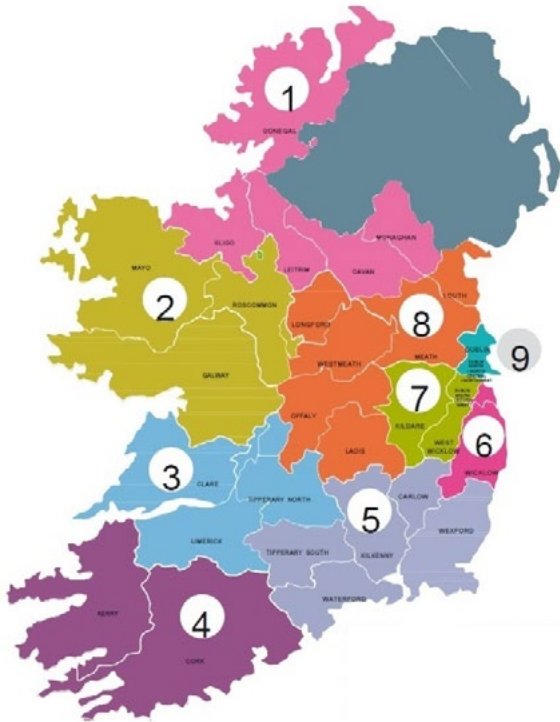 1
DONEGAL
MONAGHAN
SLIGO
LEITRIM
CAVAN
MAYO
2
ROSCOMMON
LOUTH
LONGFORD
8
DUBLIN
9
WESTMEATH
MEATH
GALWAY
7
OFFALY
KILDARE
6
WEST
WICKLOW
LAOIS
3
WICKLOW
CLARE
TIPPERARY NORTH
5
CARLOW
WEXFORD
LIMERICK
TIPPERARY SOUTH
KILKENNY
WATERFORD
KERRY
4
CORK